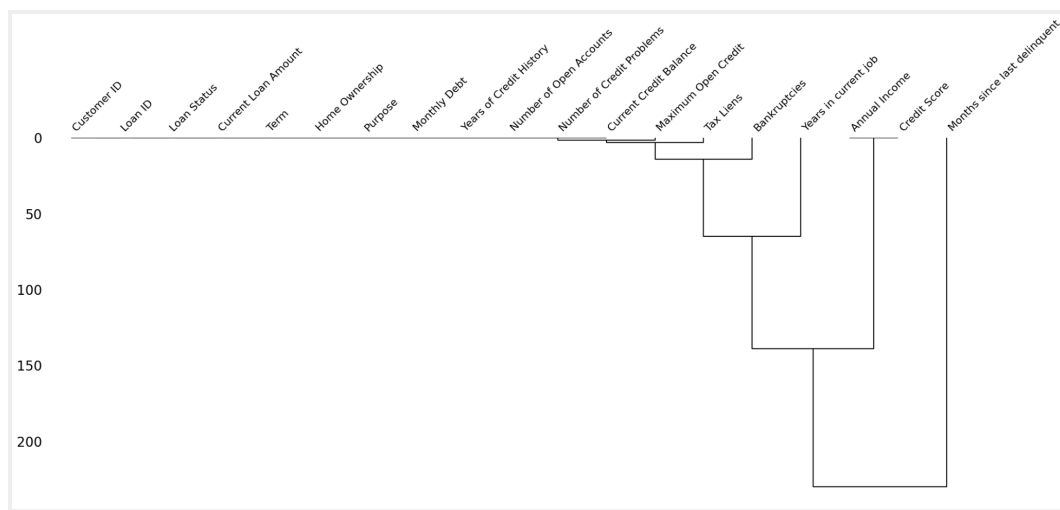 Customer ID
Loan ID
Loan Status
Current Loan Amount
Term
Home Ownership
Purpose
Monthly Debt
Years of Credit History
Number of Open Accounts
Number of Credit Problems
Current Credit Balance
Maximum Open Credit
Tax Liens
Bankruptcies
Years in current job
Annual Income
Credit Score
Months since last delinquent
0
50
100
150
200